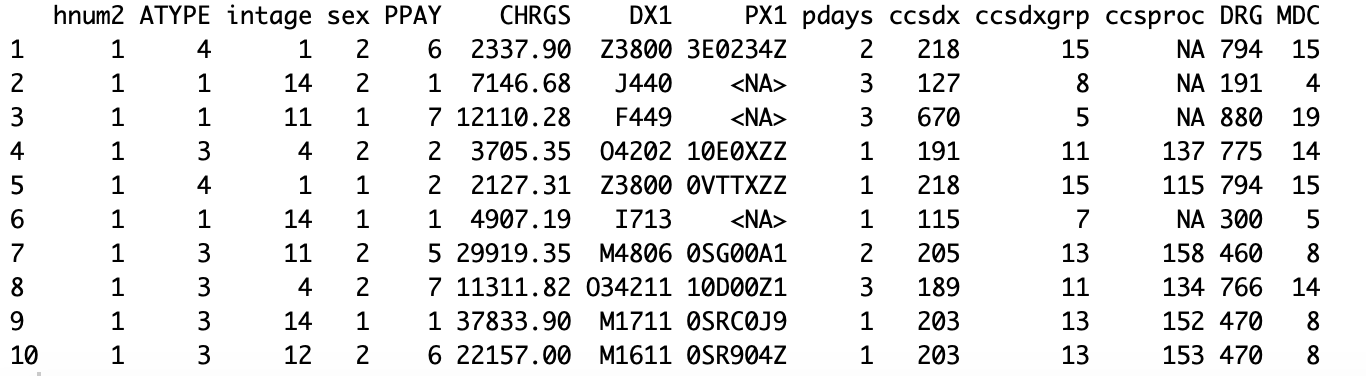 hnum2 ATYPE intage sex PPAY CHRGS DX1 PX1 pdays ccsdx ccsdxgrp ccsproc DRG MDC
1 1 4 1 2 6 2337.90 Z3800 3E0234Z 2 218 15 NA 794 15
2 1 1 14 2 1 7146.68 J440 <NA> 3 127 8 NA 191 4
3 1 1 11 1 7 12110.28 F449 <NA> 3 670 5 NA 880 19
4 1 3 4 2 2 3705.35 O4202 10E0XZZ 1 191 11 137 775 14
5 1 4 1 1 2 2127.31 Z3800 0VTTXZZ 1 218 15 115 794 15
6 1 1 14 1 1 4907.19 I713 <NA> 1 115 7 NA 300 5
7 1 3 11 2 5 29919.35 M4806 0SG00A1 2 205 13 158 460 8
8 1 3 4 2 7 11311.82 O34211 10D00Z1 3 189 11 134 766 14
9 1 3 14 1 1 37833.90 M1711 0SRC0J9 1 203 13 152 470 8
10 1 3 12 2 6 22157.00 M1611 0SR904Z 1 203 13 153 470 8